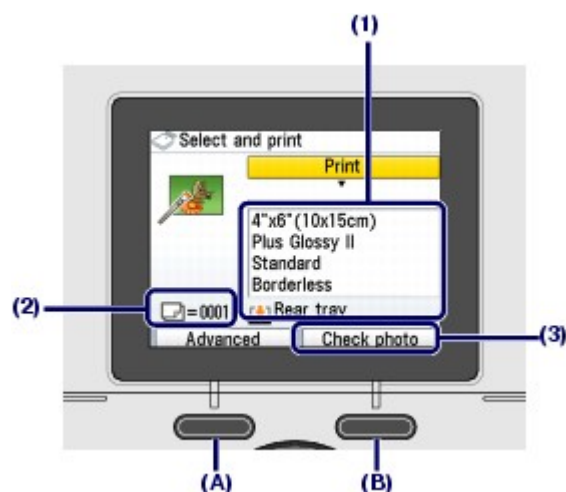 (1)
Select and print
Print
4"x6"(10x15cm)
Plus Glossy II
Standard
Borderless
(2)
=0001
Rear tray
Advanced
Check photo
(3)
(A)
(B)